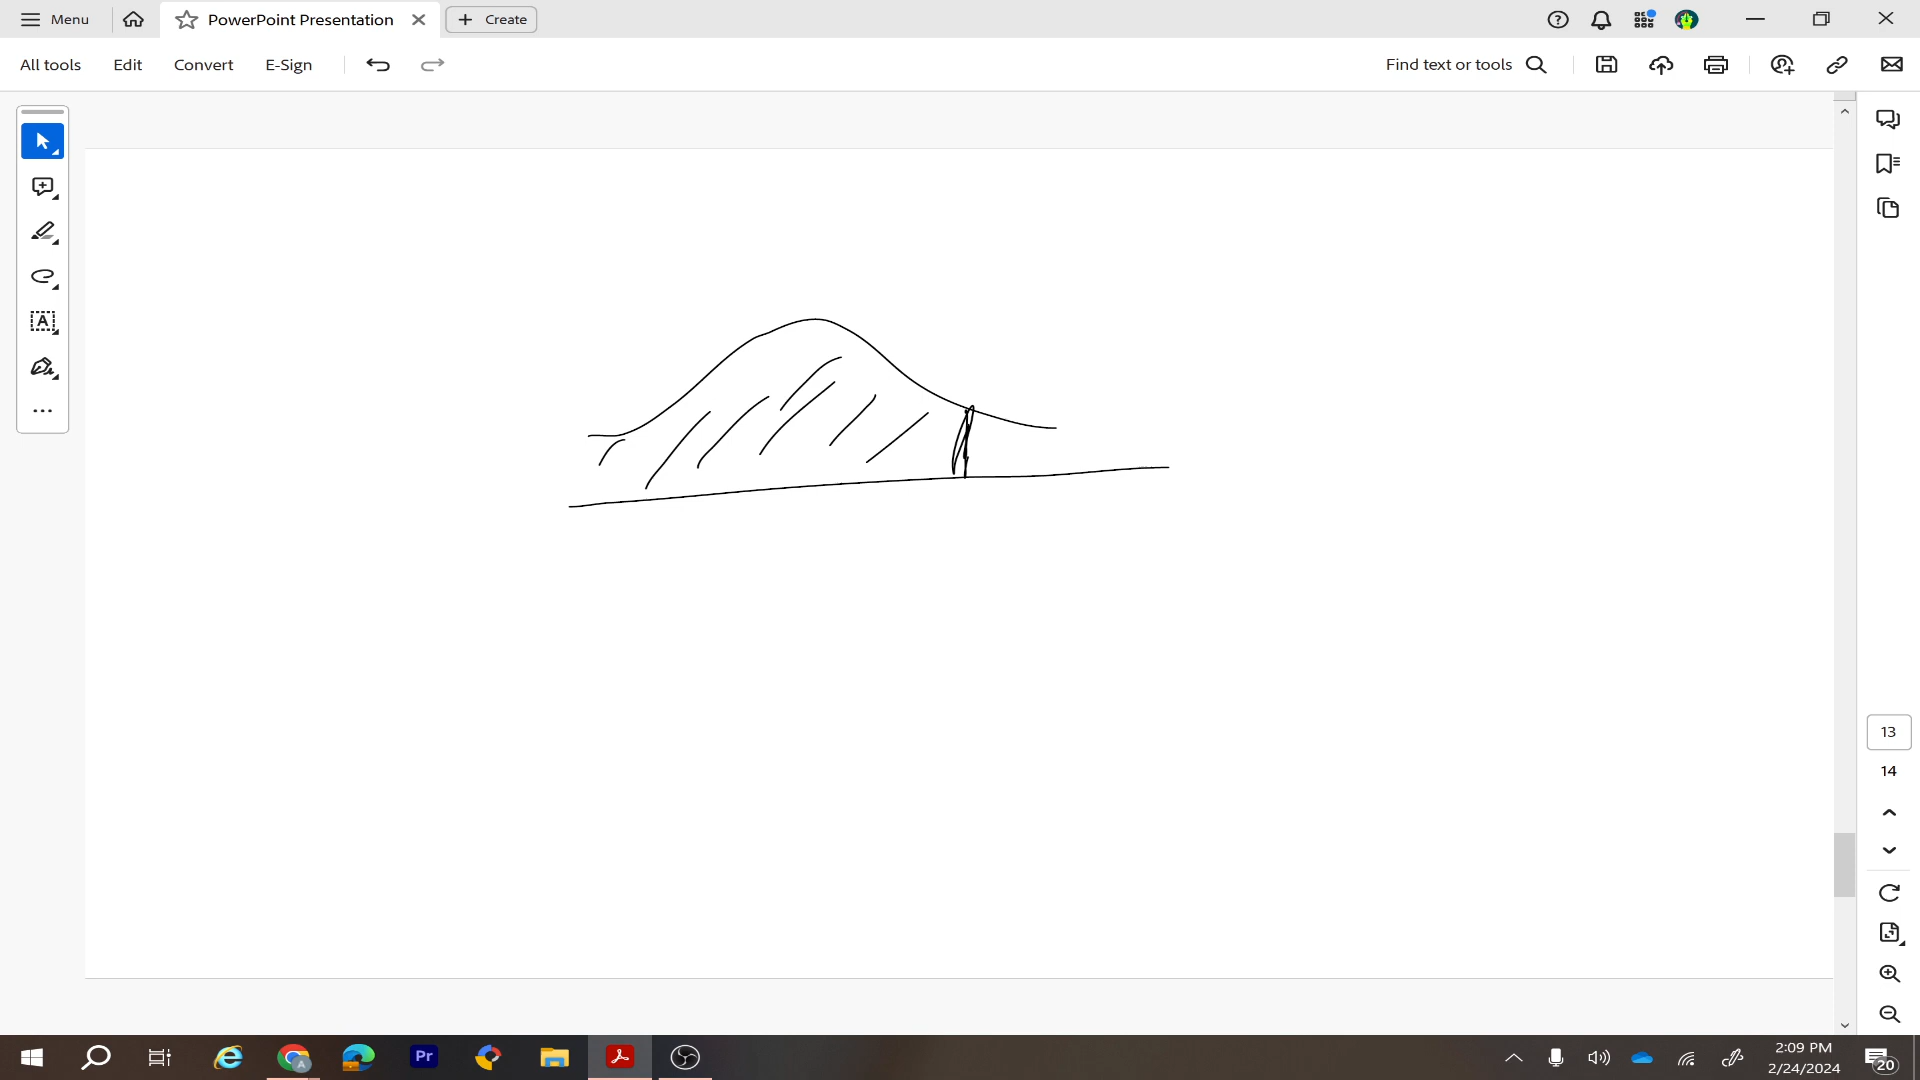 Menu
PowerPoint Presentation
Create
All tools
Edit
Convert
E-Sign
Find text or tools
A
13
14
A
Pr
2:09 PM
2/24/2024
20